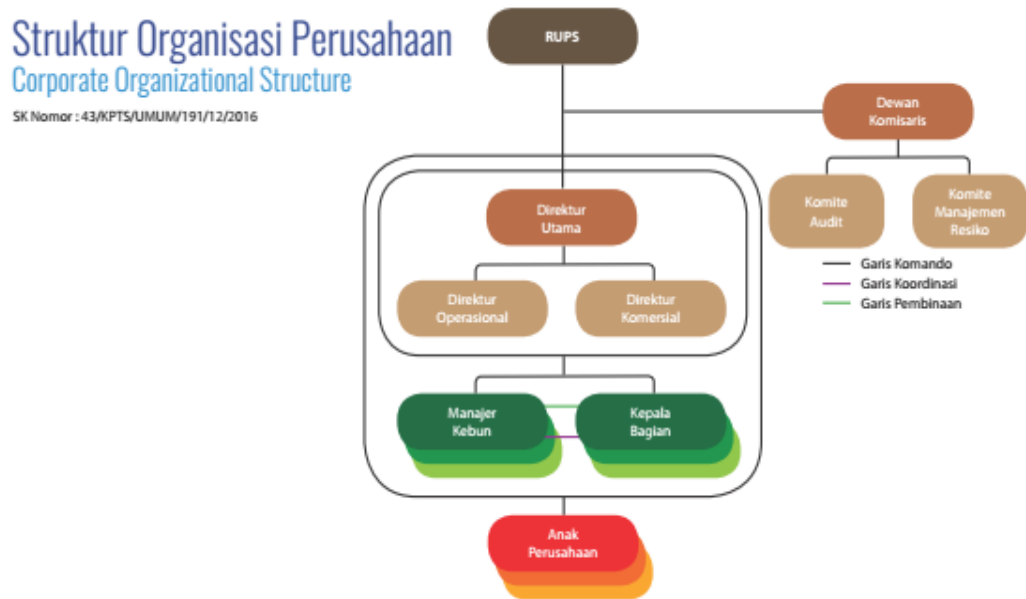 Struktur Organisasi Perusahaan
Corporate Organizational Structure
SK Nomor : 43/KPTS/UMUM/191/12/2016
RUPS
Dewan
Komisaris
Komite
Audit
Komite
Manajemen
Resiko
Garis Komando
Garis Koordinasi
Garis Pembinaan
Direktur
Utama
Direktur
Operasional
Direktur
Komersial
Manajer
Kebun
Kepala
Bagian
Anak
Perusahaan